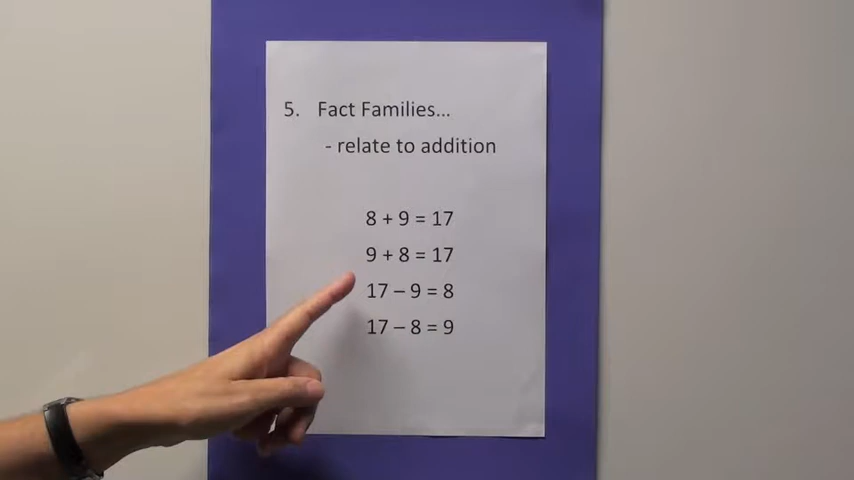 5. Fact Families...
- relate to addition
8 + 9 = 17
9 + 8 = 17
17 – 9 = 8
17 – 8 = 9